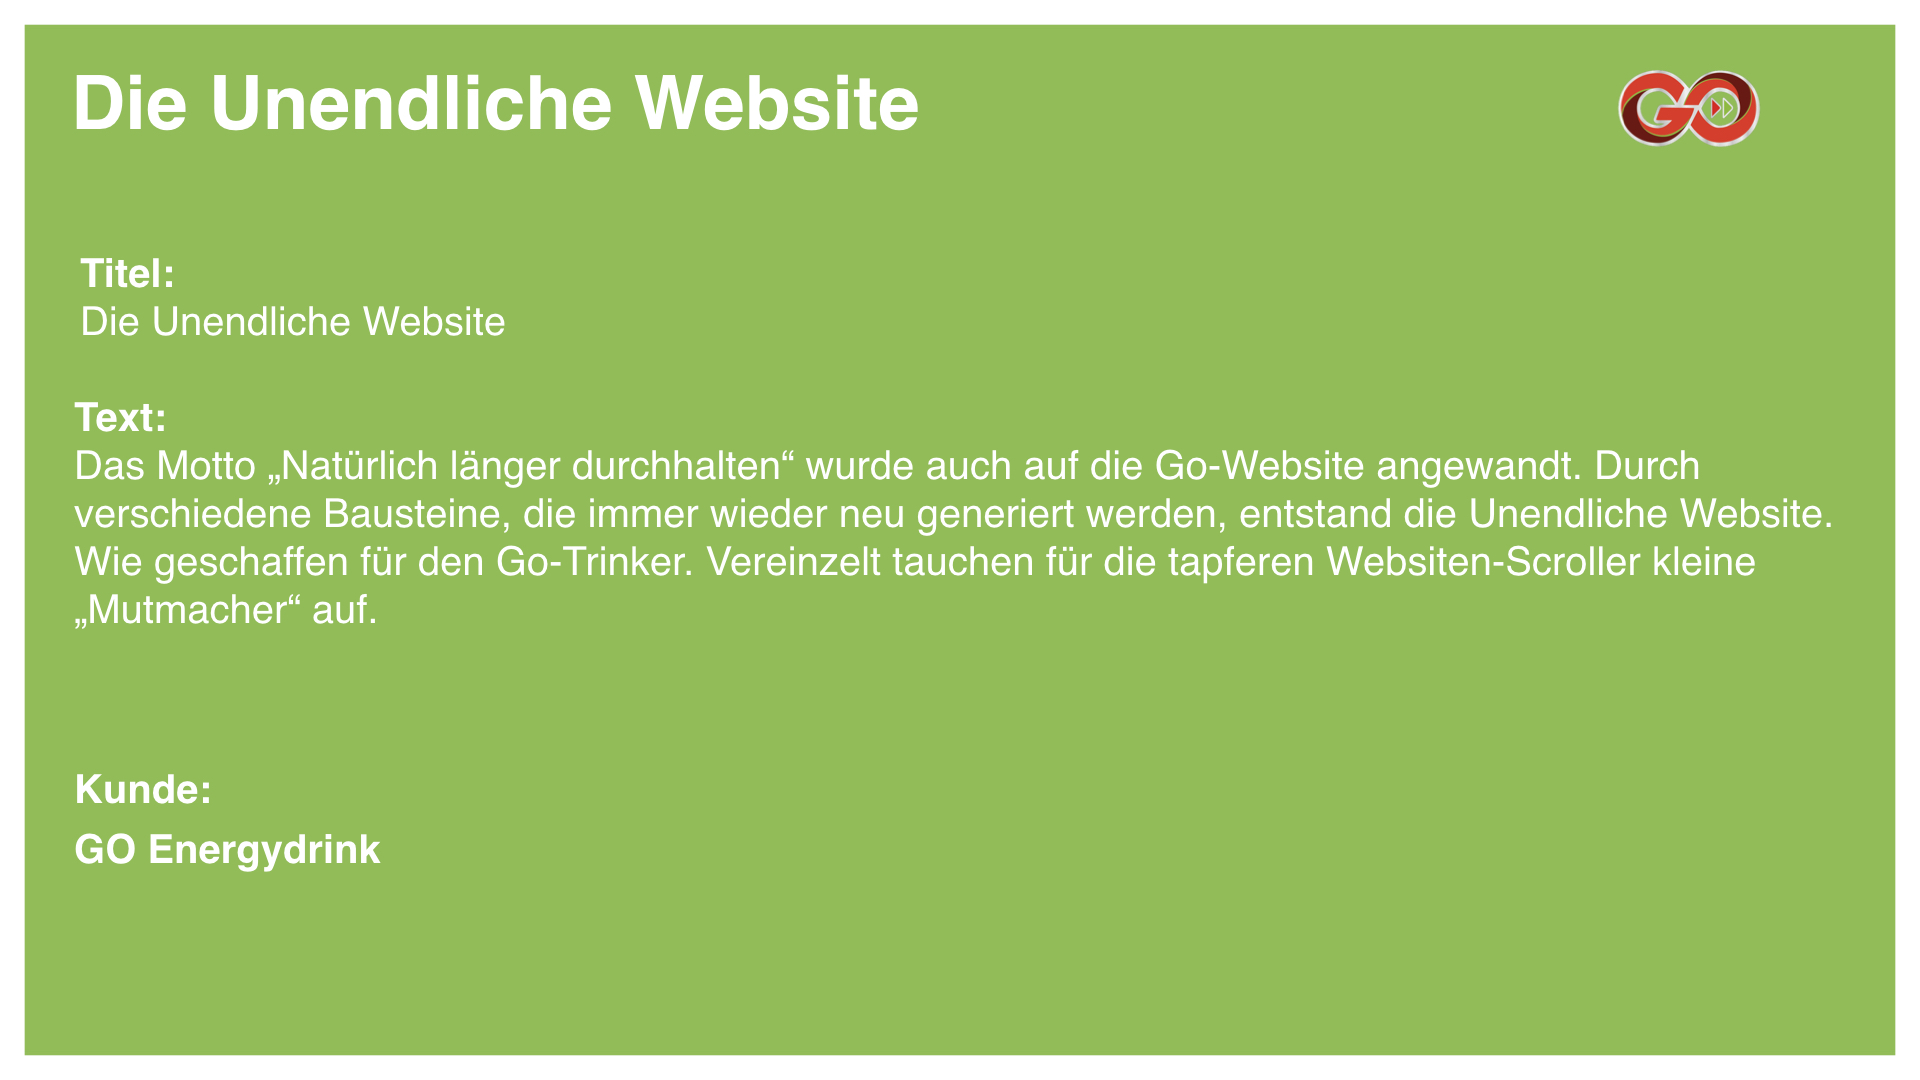 Die Unendliche Website
GO
Titel:
Die Unendliche Website
Text:
Das Motto „Natürlich länger durchhalten“ wurde auch auf die Go-Website angewandt. Durch
verschiedene Bausteine, die immer wieder neu generiert werden, entstand die Unendliche Website.
Wie geschaffen für den Go-Trinker. Vereinzelt tauchen für die tapferen Websiten-Scroller kleine
„Mutmacher“ auf.
Kunde:
GO Energydrink